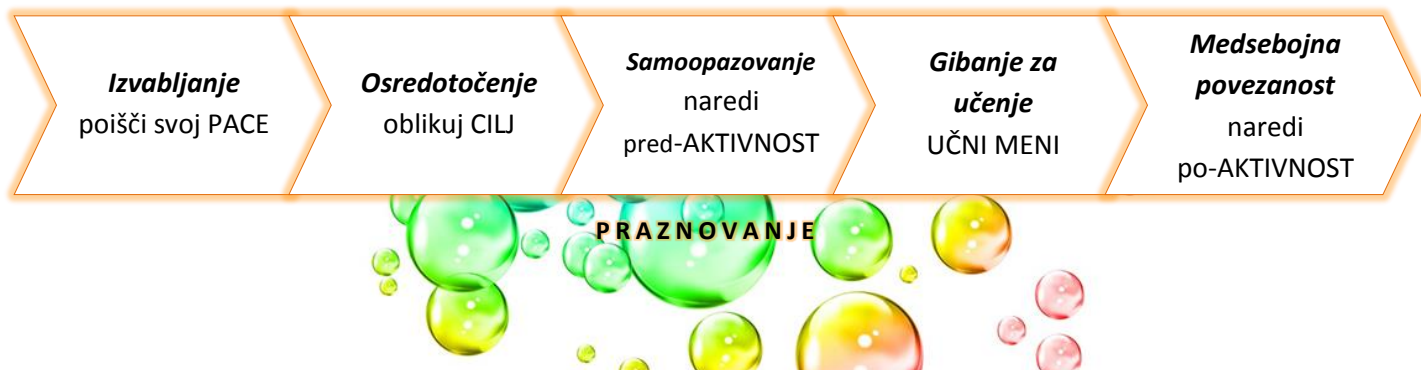 Izvabljanje
poišči svoj PACE
Osredotočenje
oblikuj CILJ
Samoopazovanje
naredi
pred-AKTIVNOST
Gibanje za
učenje
UČNI MENI
Medsebojna
povezanost
naredi
po-AKTIVNOST
PRAZNOVANJE